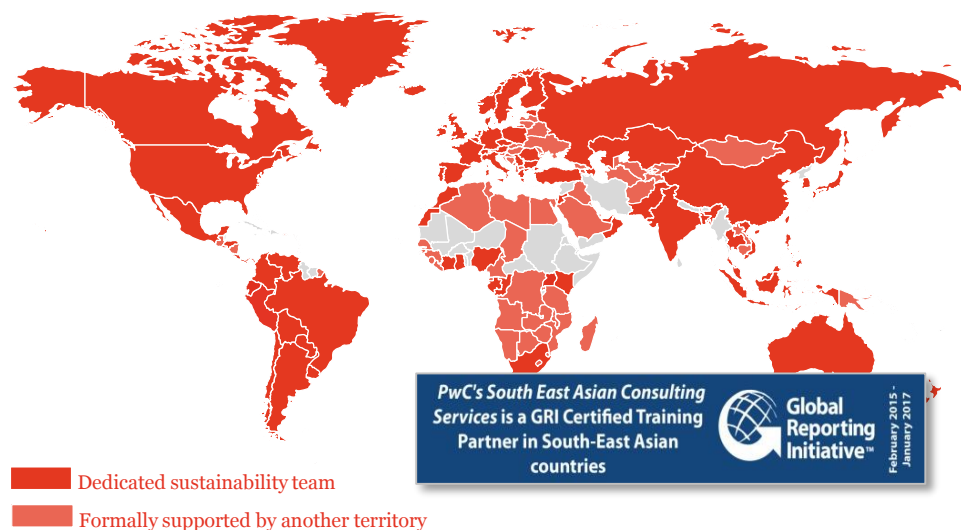 PwC's South East Asian Consulting
Services is a GRI Certified Training
Partner in South-East Asian
countries
Global
Reporting
Initiative™
February 2015 -
January 2017
Dedicated sustainability team
Formally supported by another territory